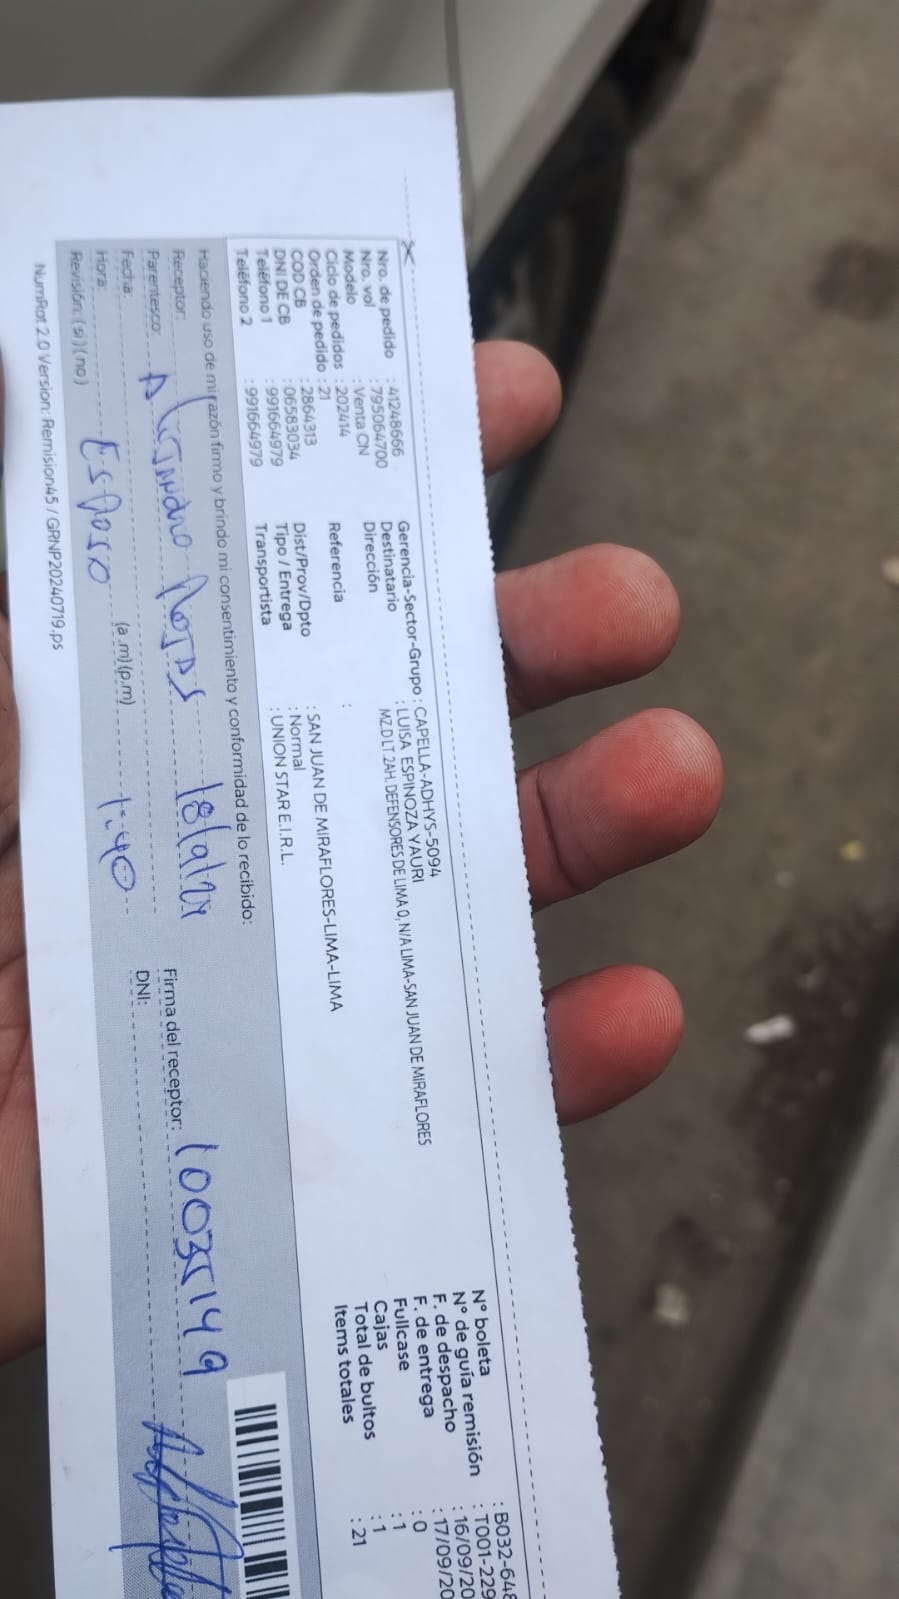 Nro. de pedido : 41248666
Nro. vol : 795064700
Modelo : Venta CN
Ciclo de pedidos : 202414
Orden de pedido : 21
COD CB : 2864313
DNI DE CB : 06583034
Teléfono 1 : 991664979
Teléfono 2 : 991664979
Gerencia-Sector-Grupo : CAPELLA-ADHYS-5094
Destinatario : LUISA ESPINOZA YAURI
Dirección MZ.D LT.2AH. DEFENSORES DE LIMA 0, N/A LIMA-SAN JUAN DE MIRAFLORES
Referencia :
Dist/Prov/Dpto : SAN JUAN DE MIRAFLORES-LIMA-LIMA
Tipo / Entrega : Normal
Transportista : UNION STAR E.I.R.L.
N° boleta : B032-648
N° de guía remisión : T001-229
F. de despacho : 16/09/20
F. de entrega : 17/09/20
Fullcase : 0
Cajas : 1
Total de bultos : 1
Items totales : 21
Haciendo uso de mi razón firmo y brindo mi consentimiento y conformidad de lo recibido:
Receptor: Alejandro Rojas 18/9/24
Firma del receptor: 10035149
Parentesco: Esposo
DNI:
Fecha:
Hora: (a.m)(p.m) 1:40
Revisión: (si)(no)
NumRot 2.0 Version: Remision45 / GRNP20240719.ps